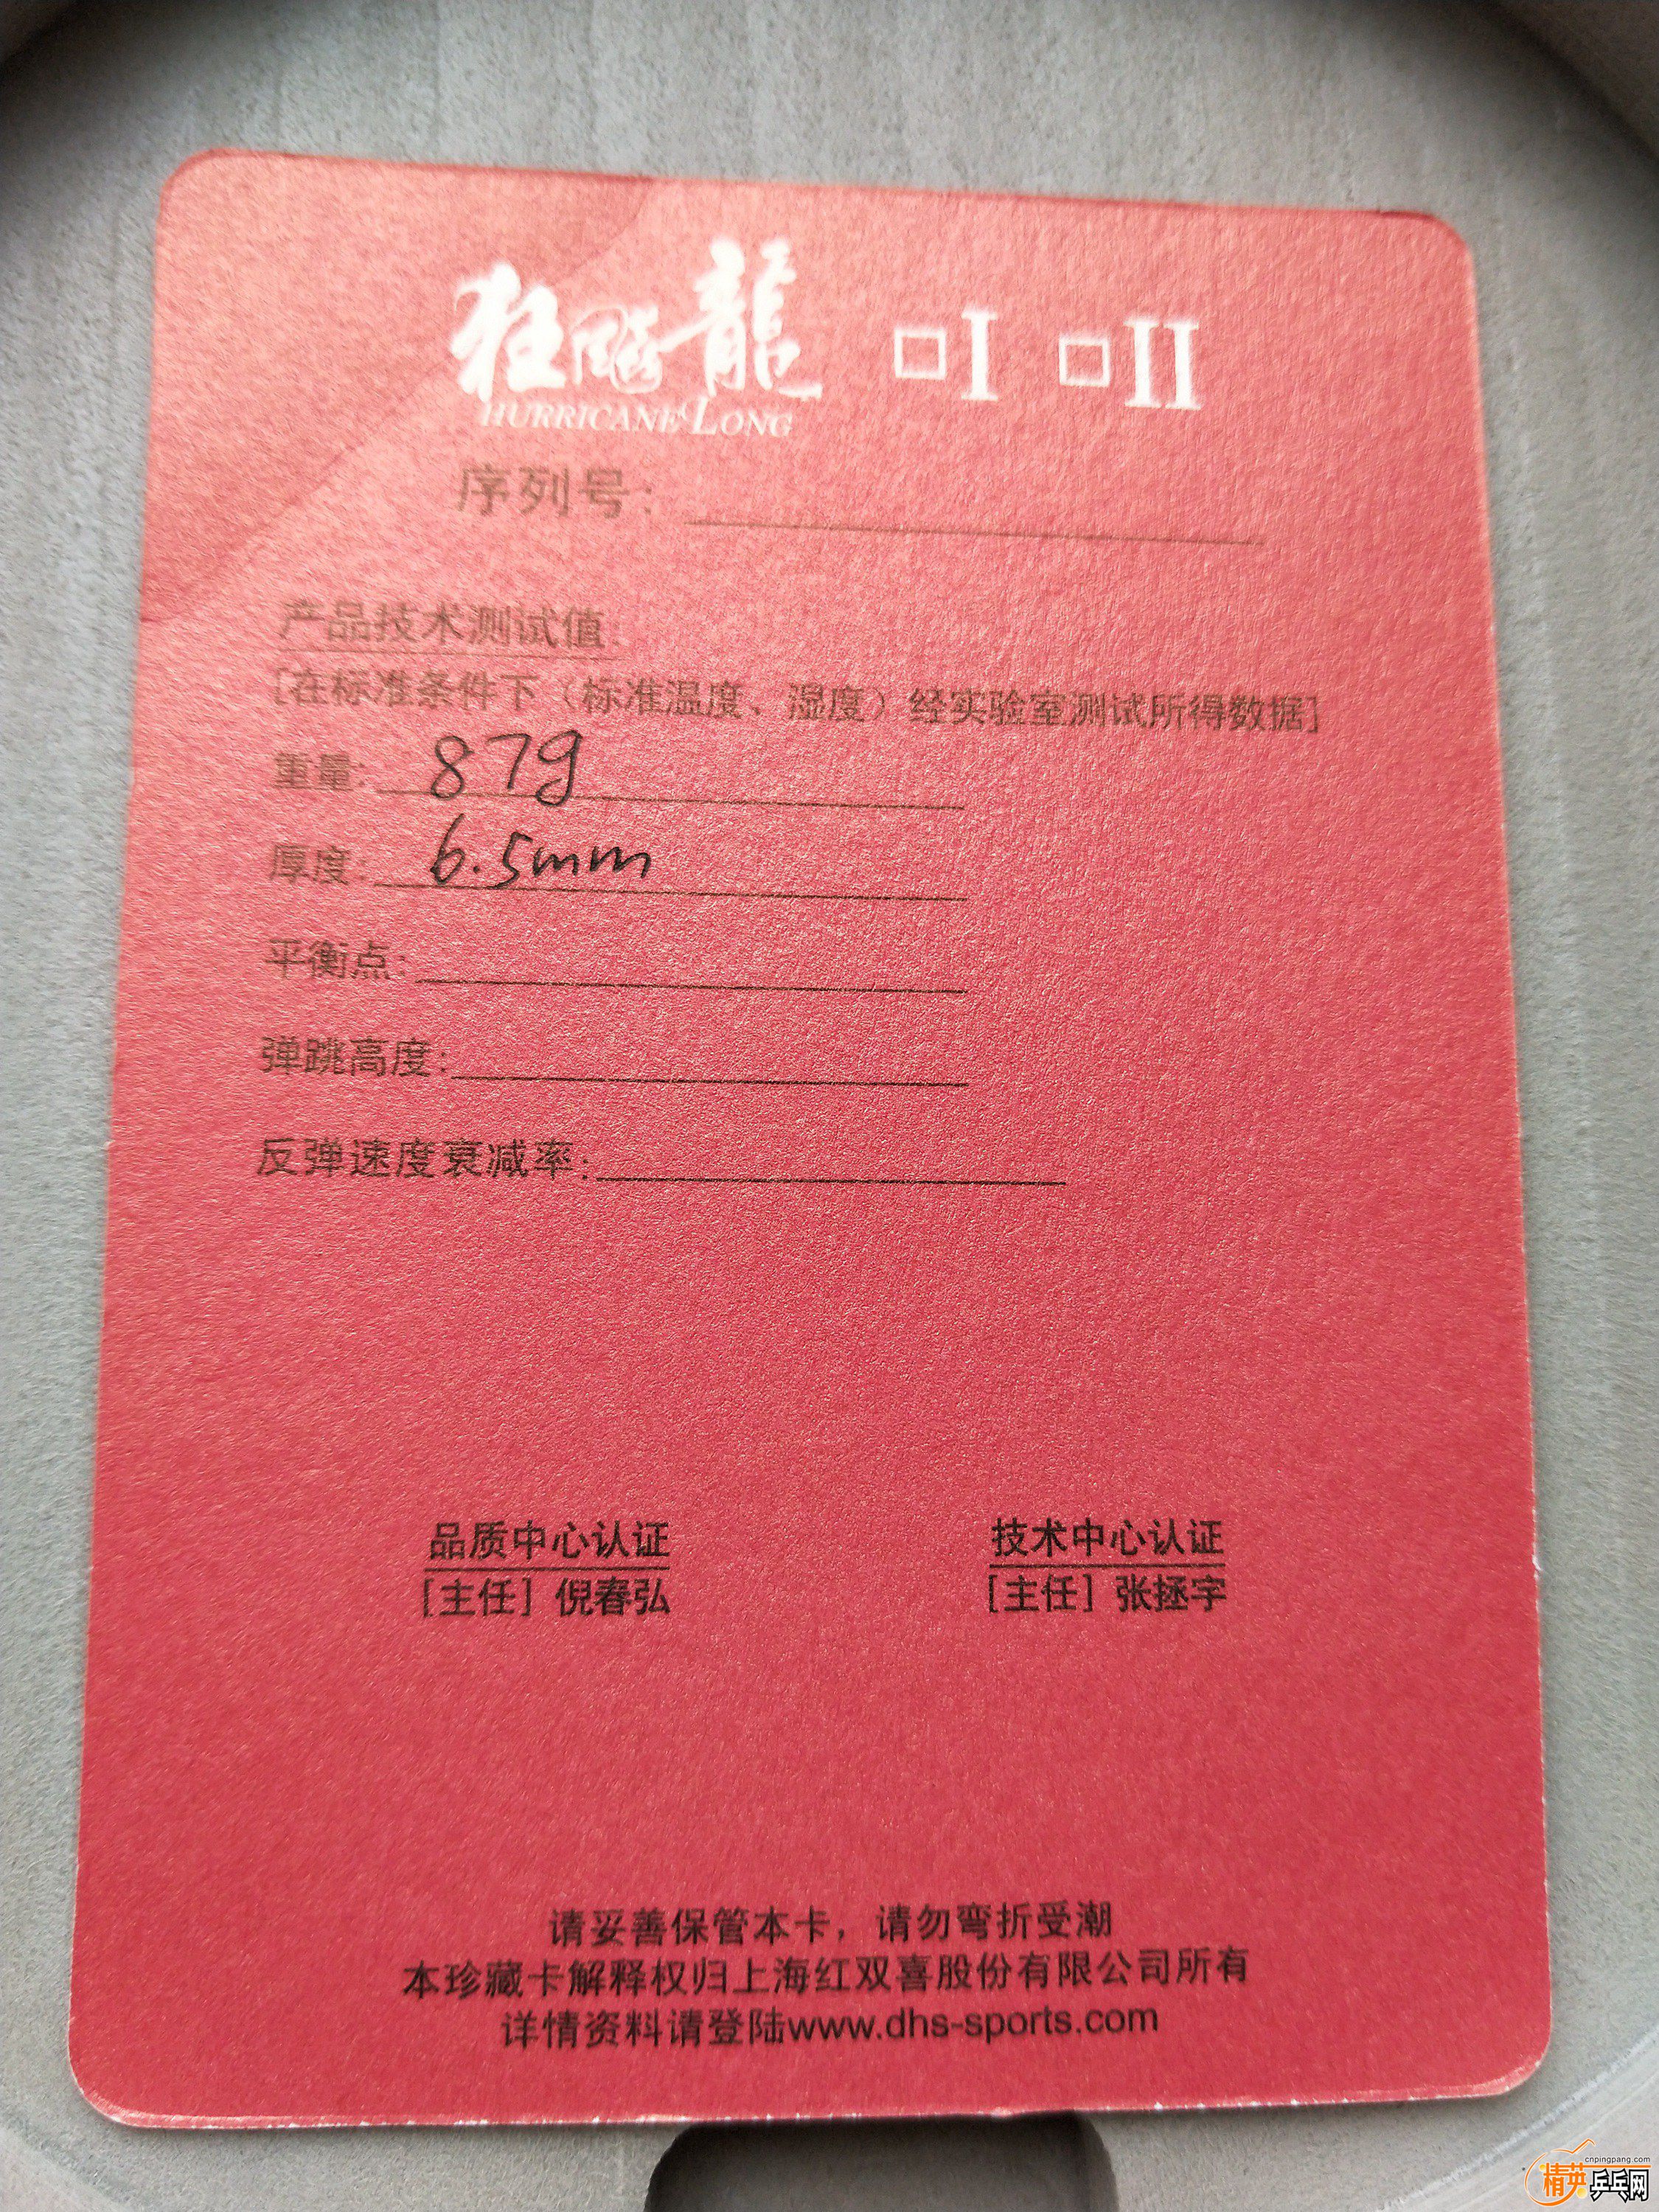 狂飚龍 □I □II
HURRICANE LONG
序列号：
产品技术测试值:
[在标准条件下（标准温度、湿度）经实验室测试所得数据]
重量: 87g
厚度: 6.5mm
平衡点:
弹跳高度:
反弹速度衰减率:
品质中心认证 技术中心认证
[主任] 倪春弘 [主任] 张拯宇
请妥善保管本卡，请勿弯折受潮
本珍藏卡解释权归上海红双喜股份有限公司所有
详情资料请登陆www.dhs-sports.com
cnpingpang.com
精英乒乓网